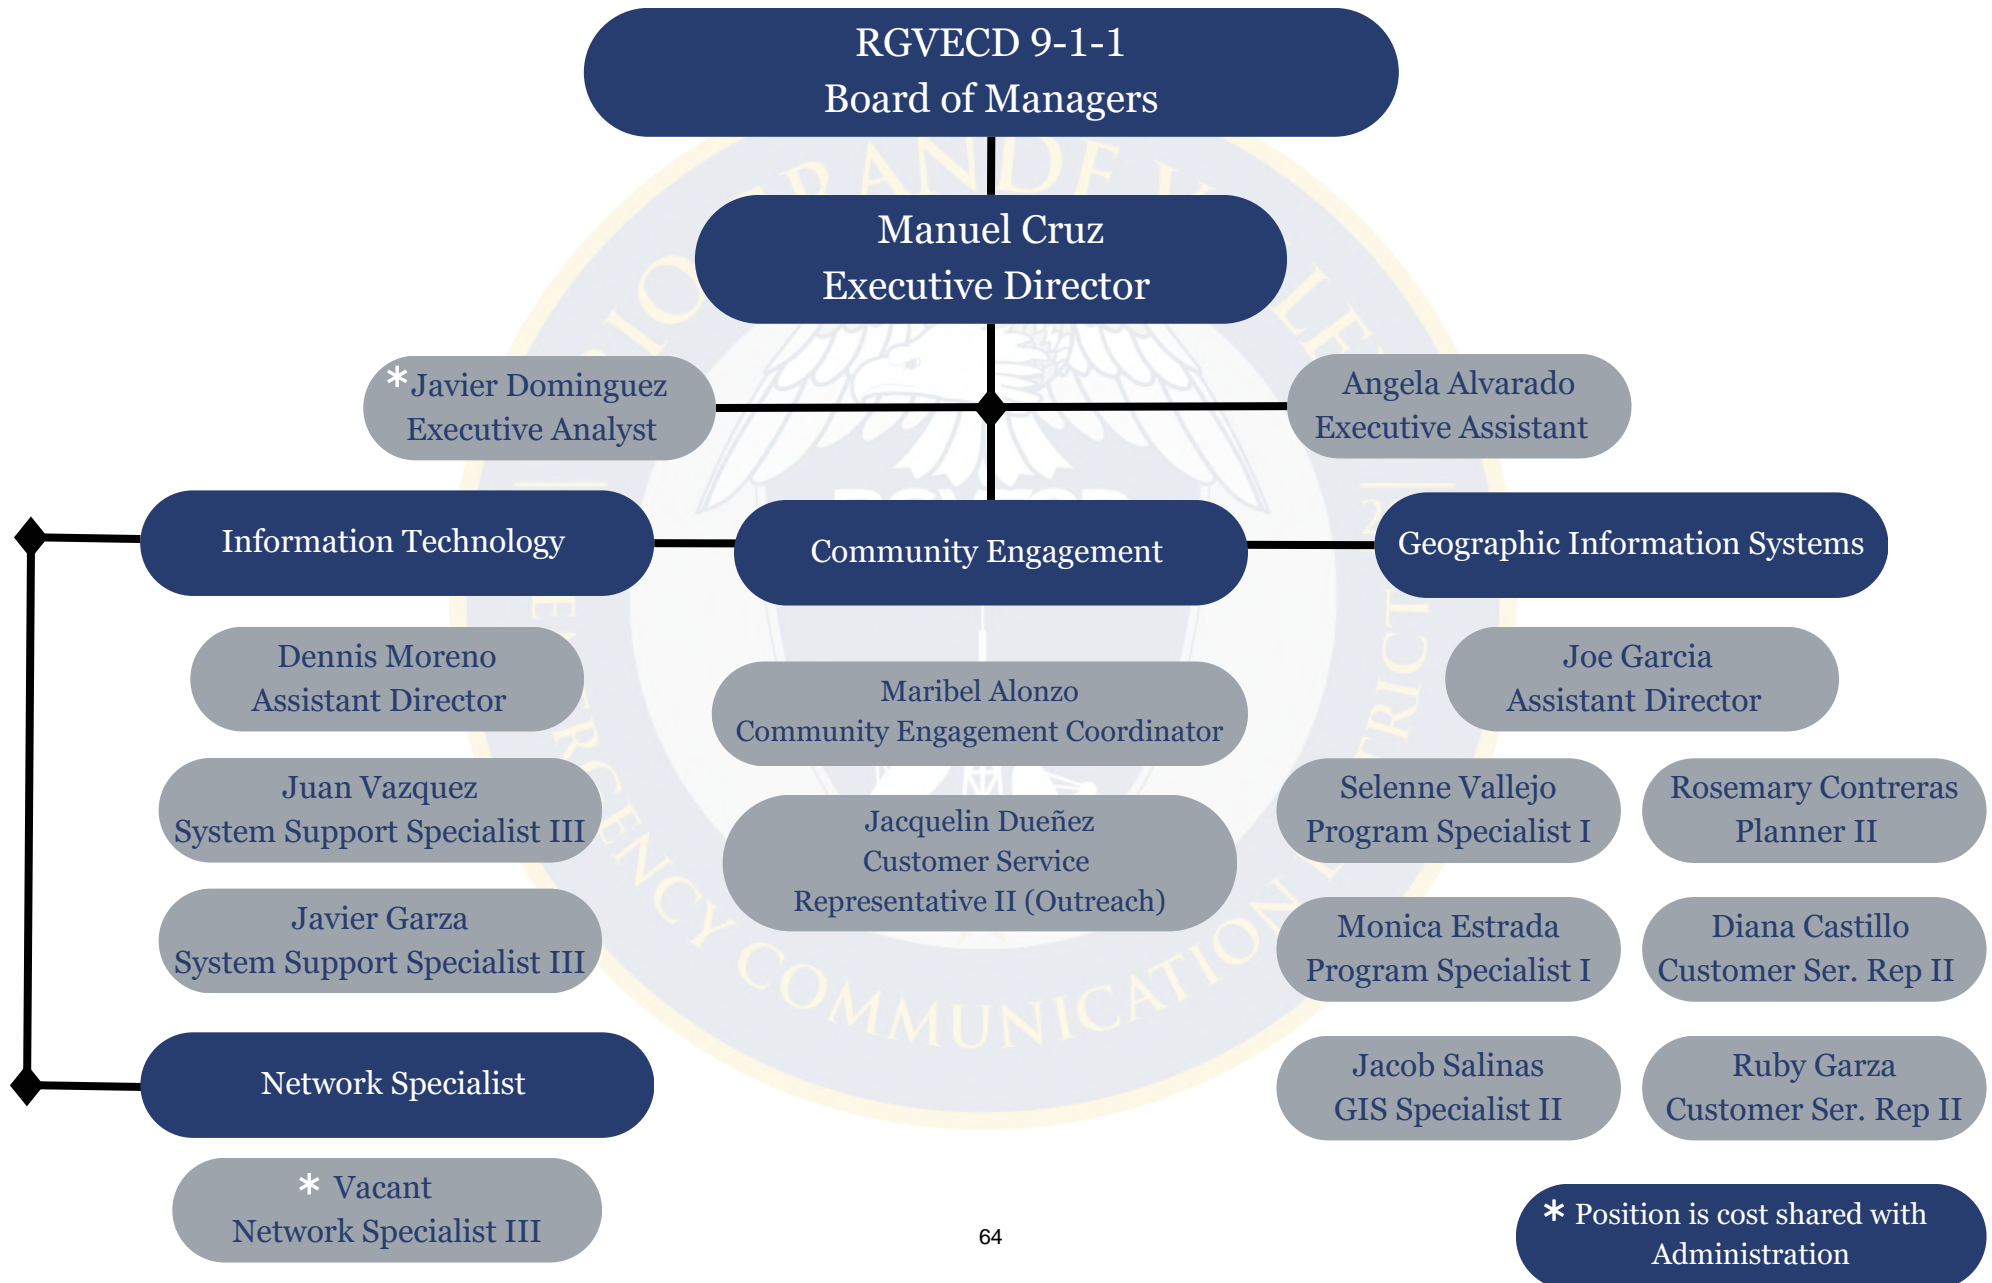 RGVECD 9-1-1
Board of Managers
Manuel Cruz
Executive Director
* Javier Dominguez
Executive Analyst
Angela Alvarado
Executive Assistant
Information Technology
Community Engagement
Geographic Information Systems
Dennis Moreno
Assistant Director
Juan Vazquez
System Support Specialist III
Javier Garza
System Support Specialist III
Network Specialist
* Vacant
Network Specialist III
Maribel Alonzo
Community Engagement Coordinator
Jacquelin Dueñez
Customer Service
Representative II (Outreach)
Joe Garcia
Assistant Director
Selenne Vallejo
Program Specialist I
Rosemary Contreras
Planner II
Monica Estrada
Program Specialist I
Diana Castillo
Customer Ser. Rep II
Jacob Salinas
GIS Specialist II
Ruby Garza
Customer Ser. Rep II
* Position is cost shared with
Administration
64